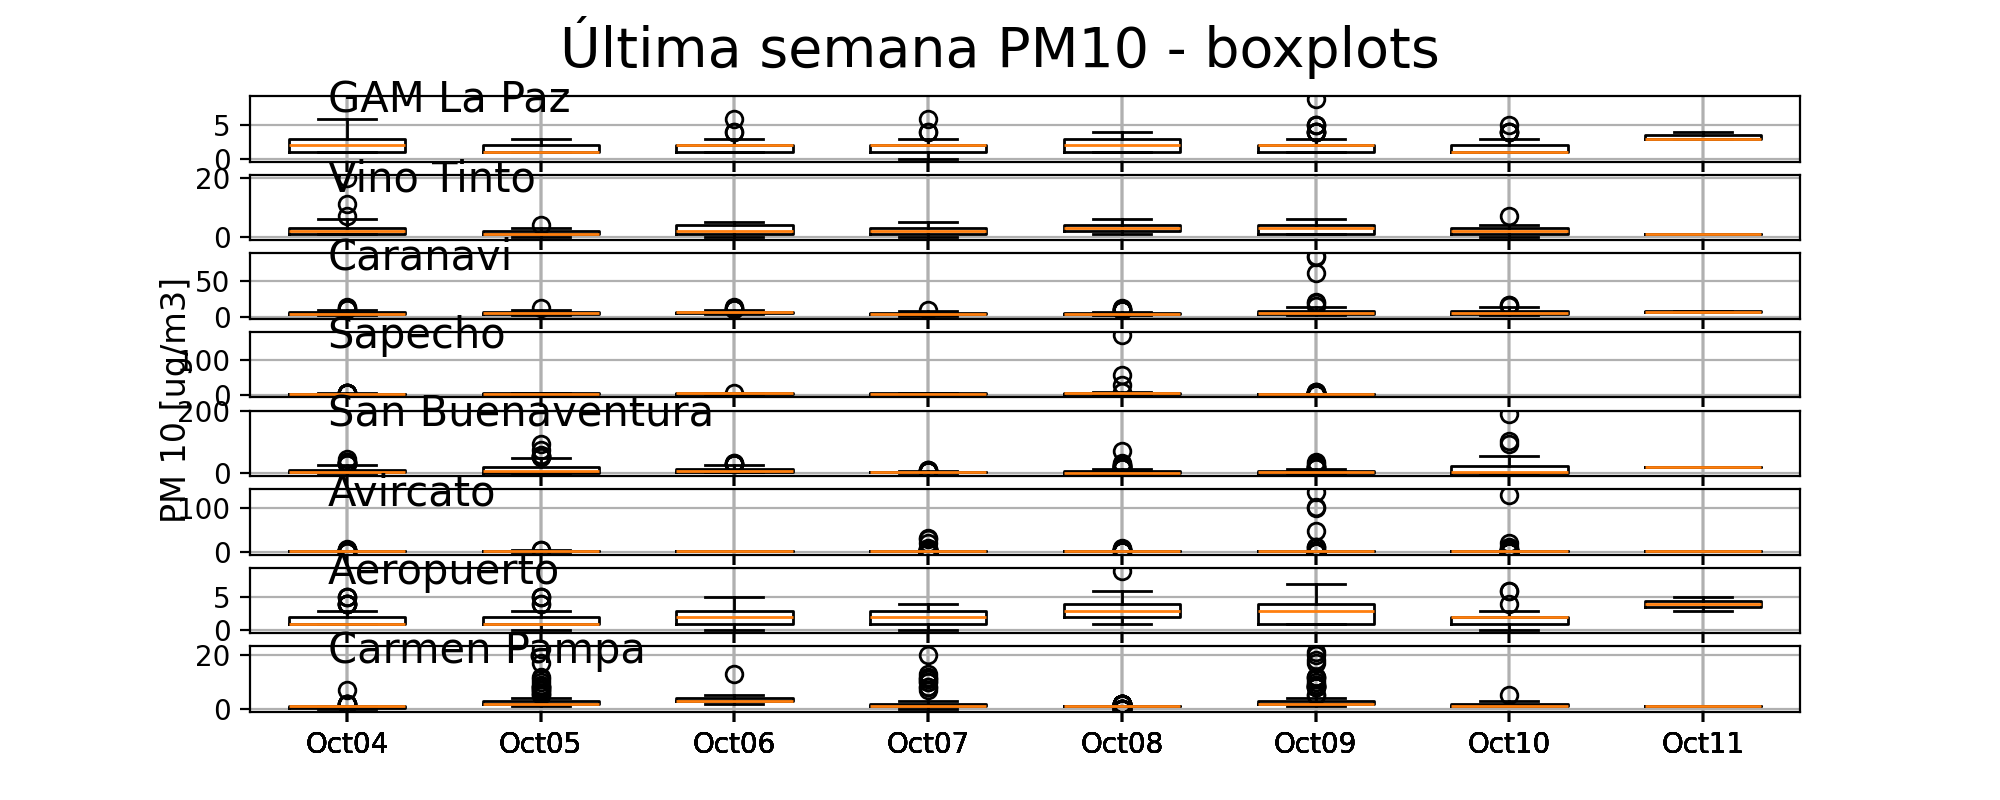 Última semana PM10 - boxplots
PM 10 [ug/m3]
GAM La Paz
5
0
Vino Tinto
20
0
Caranavi
50
0
Sapecho
100
0
San Buenaventura
200
0
Avircato
100
0
Aeropuerto
5
0
Carmen Pampa
20
0
Oct04 Oct05 Oct06 Oct07 Oct08 Oct09 Oct10 Oct11